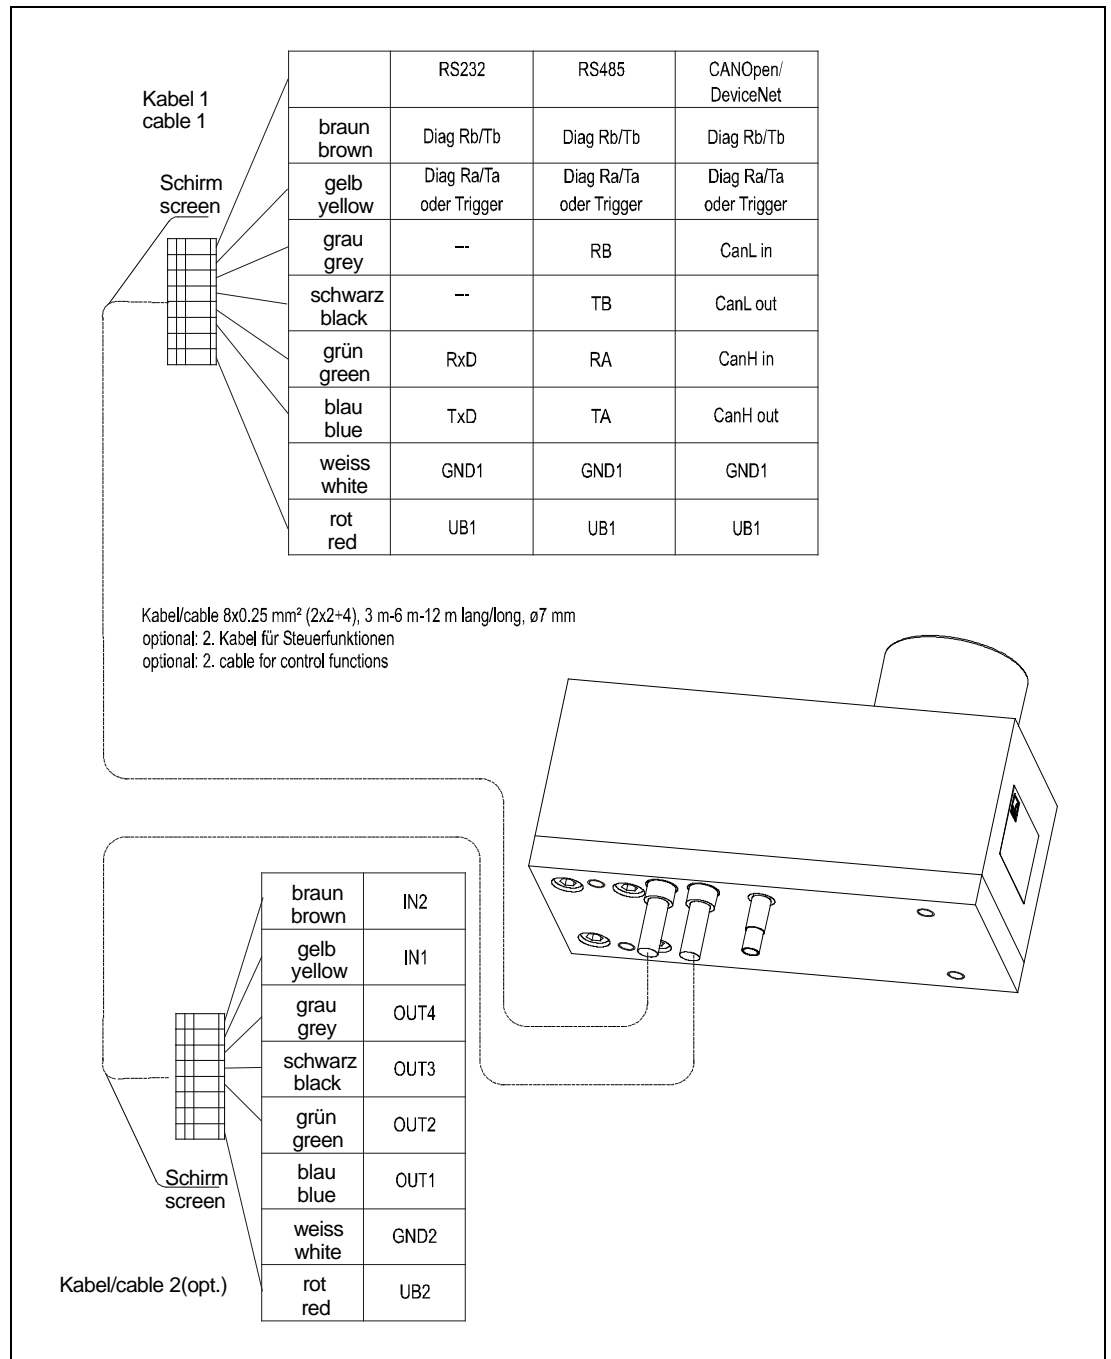 RS232 RS485 CANOpen/
DeviceNet
Kabel 1
cable 1
braun
brown
Diag Rb/Tb Diag Rb/Tb Diag Rb/Tb
Schirm
screen
gelb
yellow
Diag Ra/Ta Diag Ra/Ta Diag Ra/Ta
oder Trigger oder Trigger oder Trigger
grau
grey
--- RB CanL in
schwarz
black
--- TB CanL out
grün
green
RxD RA CanH in
blau
blue
TxD TA CanH out
weiss
white
GND1 GND1 GND1
rot
red
UB1 UB1 UB1
Kabel/cable 8x0.25 mm² (2x2+4), 3 m-6 m-12 m lang/long, ø7 mm
optional: 2. Kabel für Steuerfunktionen
optional: 2. cable for control functions
braun
brown
IN2
gelb
yellow
IN1
grau
grey
OUT4
schwarz
black
OUT3
grün
green
OUT2
Schirm
screen
blau
blue
OUT1
weiss
white
GND2
Kabel/cable 2(opt.)
rot
red
UB2